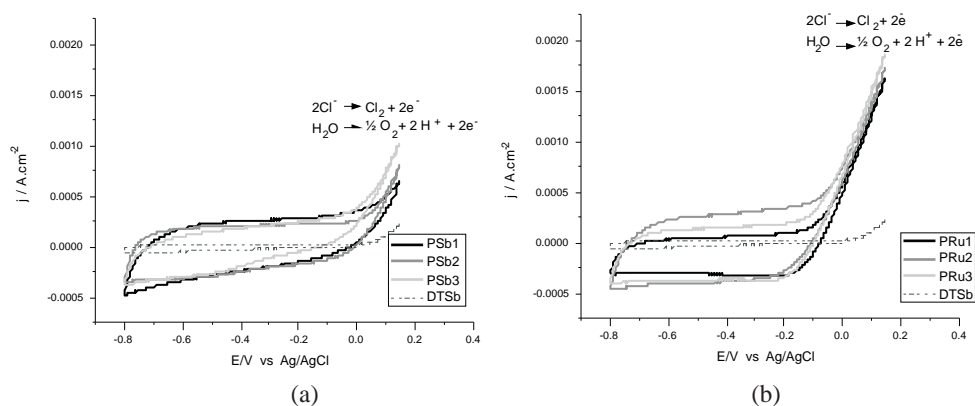 2Cl⁻ → Cl₂ + 2e⁻
H₂O → ½ O₂ + 2 H⁺ + 2e⁻
0.0020
0.0015
0.0010
0.0005
0.0000
-0.0005
j / A.cm⁻²
PSb1
PSb2
PSb3
DTSb
-0.8 -0.6 -0.4 -0.2 0.0 0.2 0.4
E/V vs Ag/AgCl
(a)
2Cl⁻ → Cl₂ + 2e⁻
H₂O → ½ O₂ + 2 H⁺ + 2e⁻
0.0020
0.0015
0.0010
0.0005
0.0000
-0.0005
j / A.cm⁻²
PRu1
PRu2
PRu3
DTSb
-0.8 -0.6 -0.4 -0.2 0.0 0.2 0.4
E/V vs Ag/AgCl
(b)